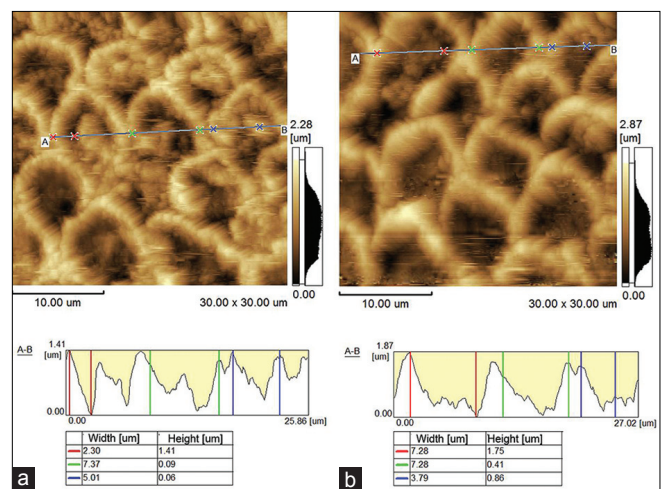 A
B
2.28
[um]
0.00
10.00 um
30.00 x 30.00 um
A-B
1.41
[um]
0.00
0.00
25.86 [um]
Width [um]
Height [um]
2.30
1.41
7.37
0.09
5.01
0.06
a
A
B
2.87
[um]
0.00
10.00 um
30.00 x 30.00 um
A-B
1.87
[um]
0.00
0.00
27.02 [um]
Width [um]
Height [um]
7.28
1.75
7.28
0.41
3.79
0.86
b